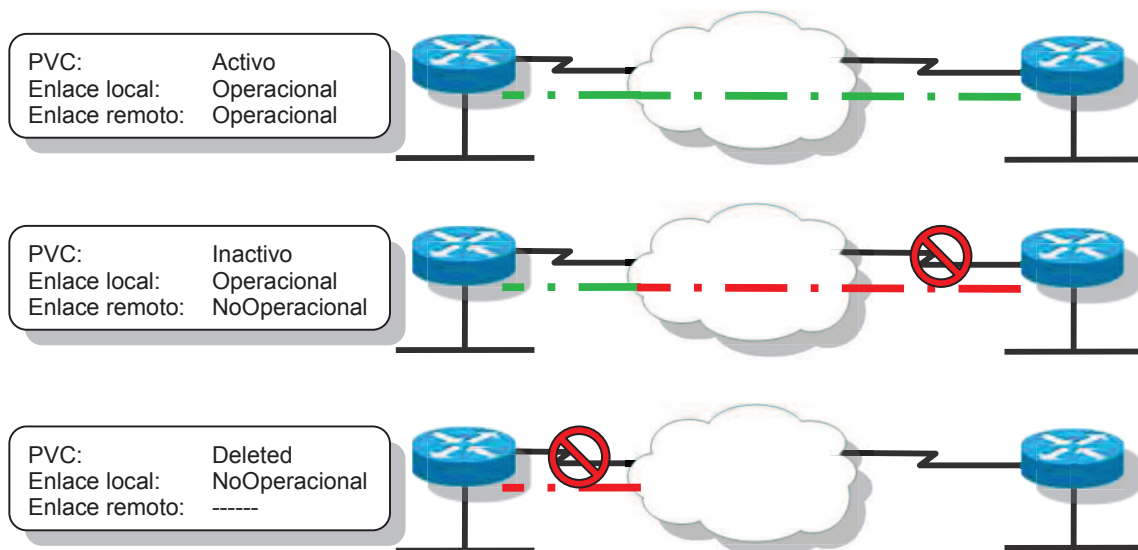 PVC: Activo
Enlace local: Operacional
Enlace remoto: Operacional
PVC: Inactivo
Enlace local: Operacional
Enlace remoto: NoOperacional
PVC: Deleted
Enlace local: NoOperacional
Enlace remoto: ------